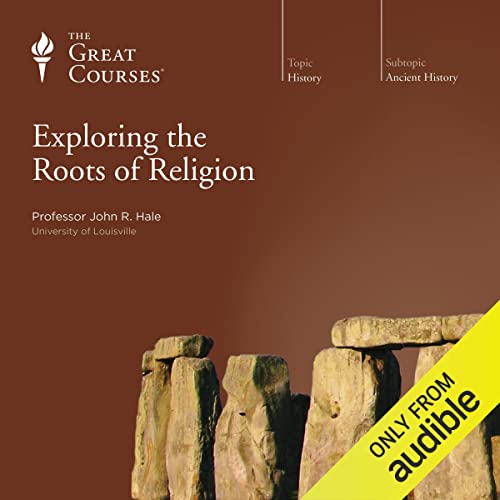 THE
GREAT
COURSES®
Topic
History
Subtopic
Ancient History
Exploring the
Roots of Religion
Professor John R. Hale
University of Louisville
ONLY FROM
audible